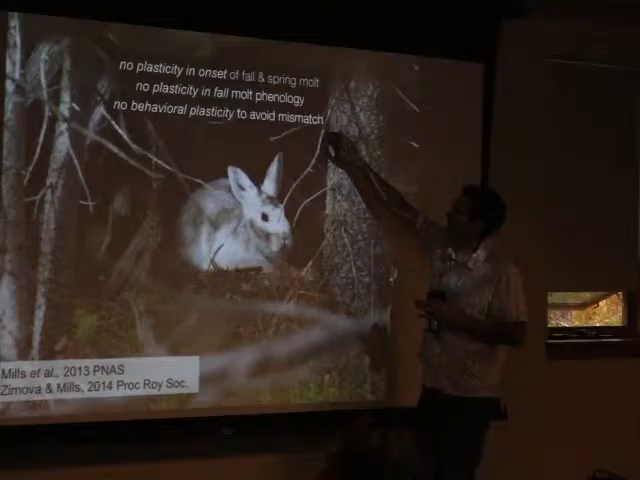 no plasticity in onset of fall & spring molt
no plasticity in fall molt phenology
no behavioral plasticity to avoid mismatch
Mills et al., 2013 PNAS
Zimova & Mills, 2014 Proc Roy Soc.